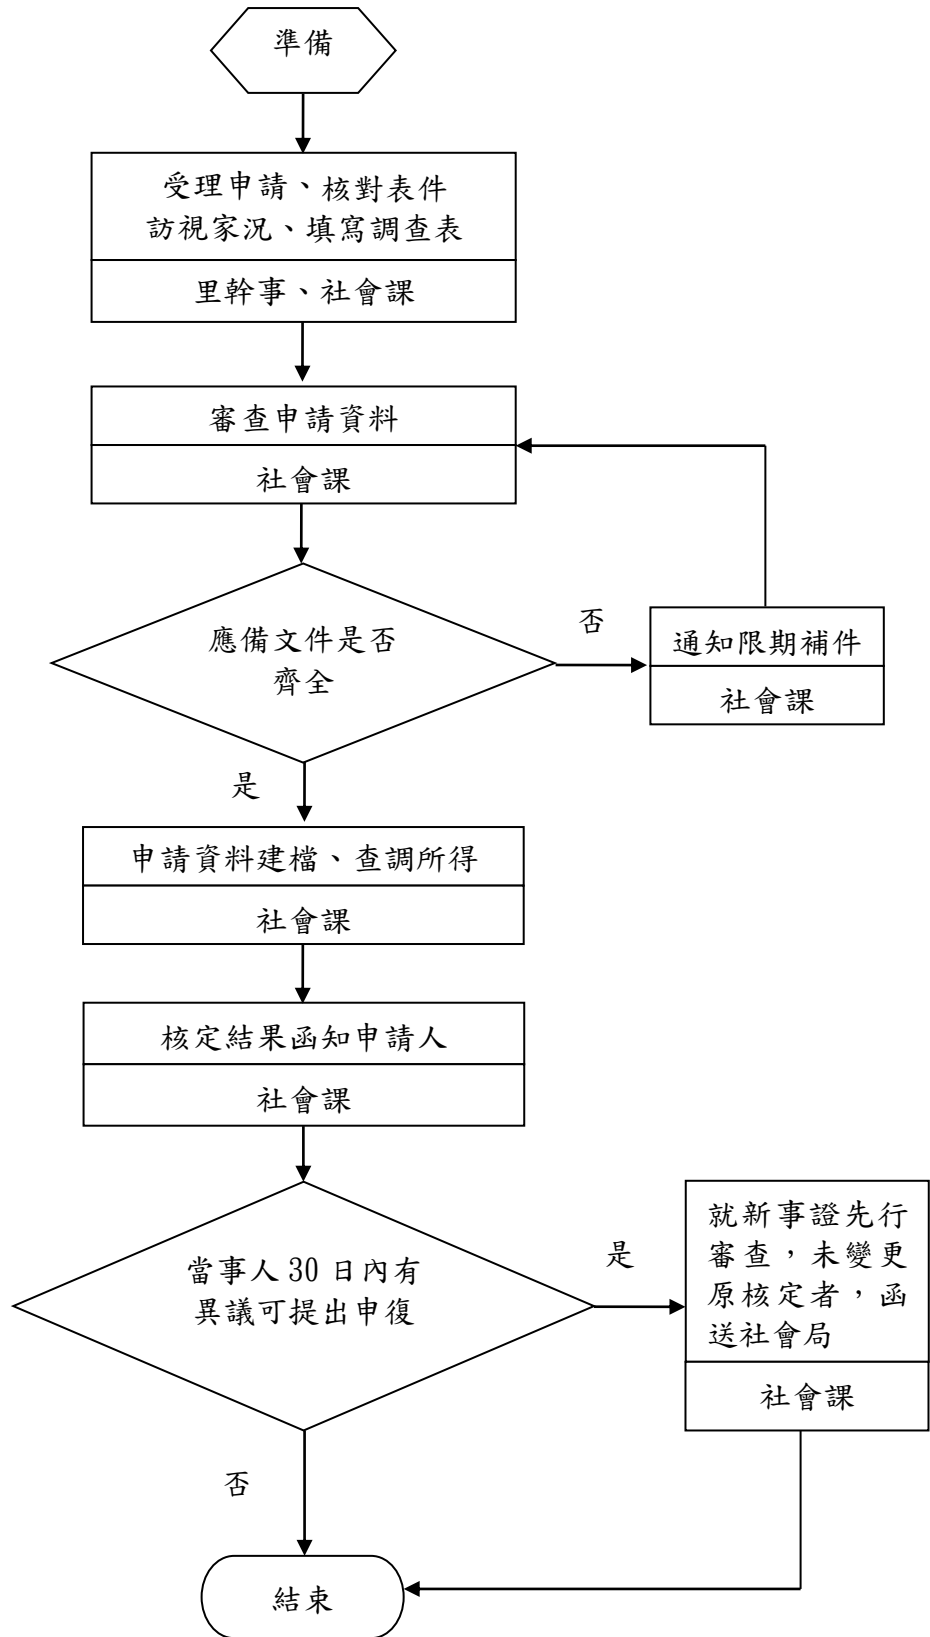 準備
受理申請、核對表件
訪視家況、填寫調查表
里幹事、社會課
審查申請資料
社會課
應備文件是否
齊全
否
通知限期補件
社會課
是
申請資料建檔、查調所得
社會課
核定結果函知申請人
社會課
當事人 30 日內有
異議可提出申復
是
就新事證先行
審查，未變更
原核定者，函
送社會局
社會課
否
結束